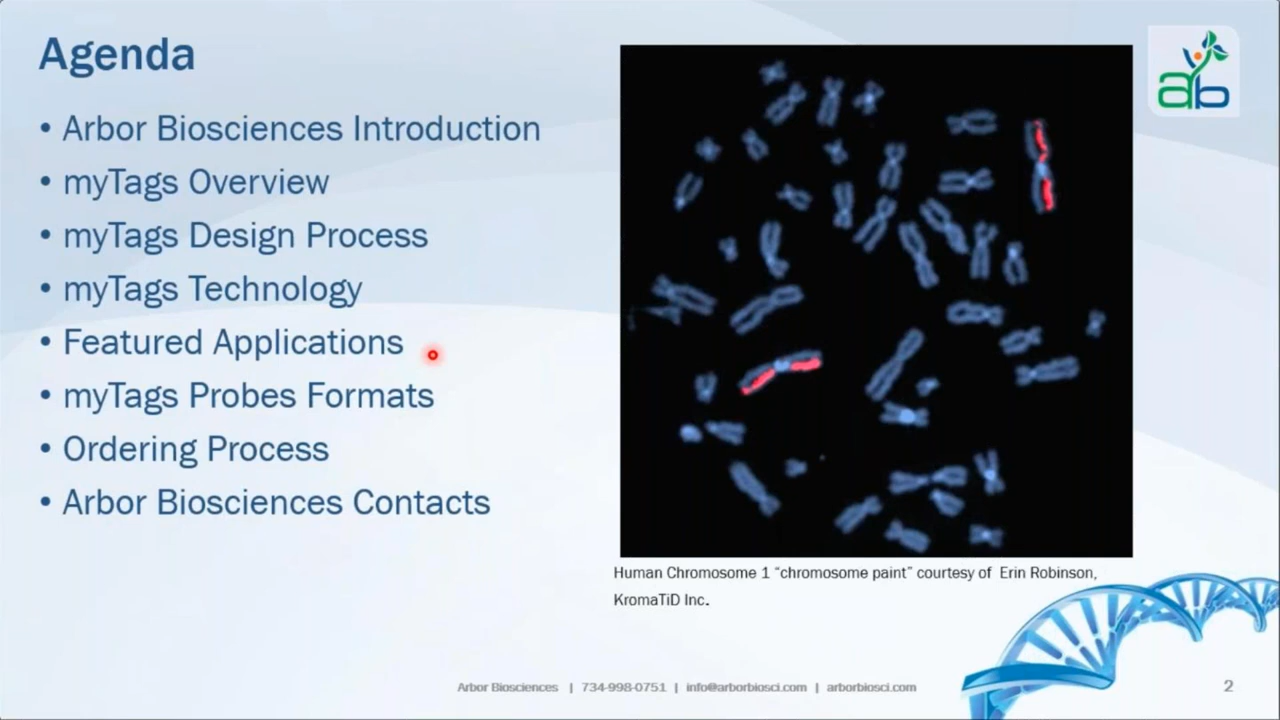 Agenda
• Arbor Biosciences Introduction
• myTags Overview
• myTags Design Process
• myTags Technology
• Featured Applications
• myTags Probes Formats
• Ordering Process
• Arbor Biosciences Contacts
ab
Human Chromosome 1 “chromosome paint” courtesy of Erin Robinson,
KromaTiD Inc.
Arbor Biosciences | 734-998-0751 | info@arborbiosci.com | arborbiosci.com
2